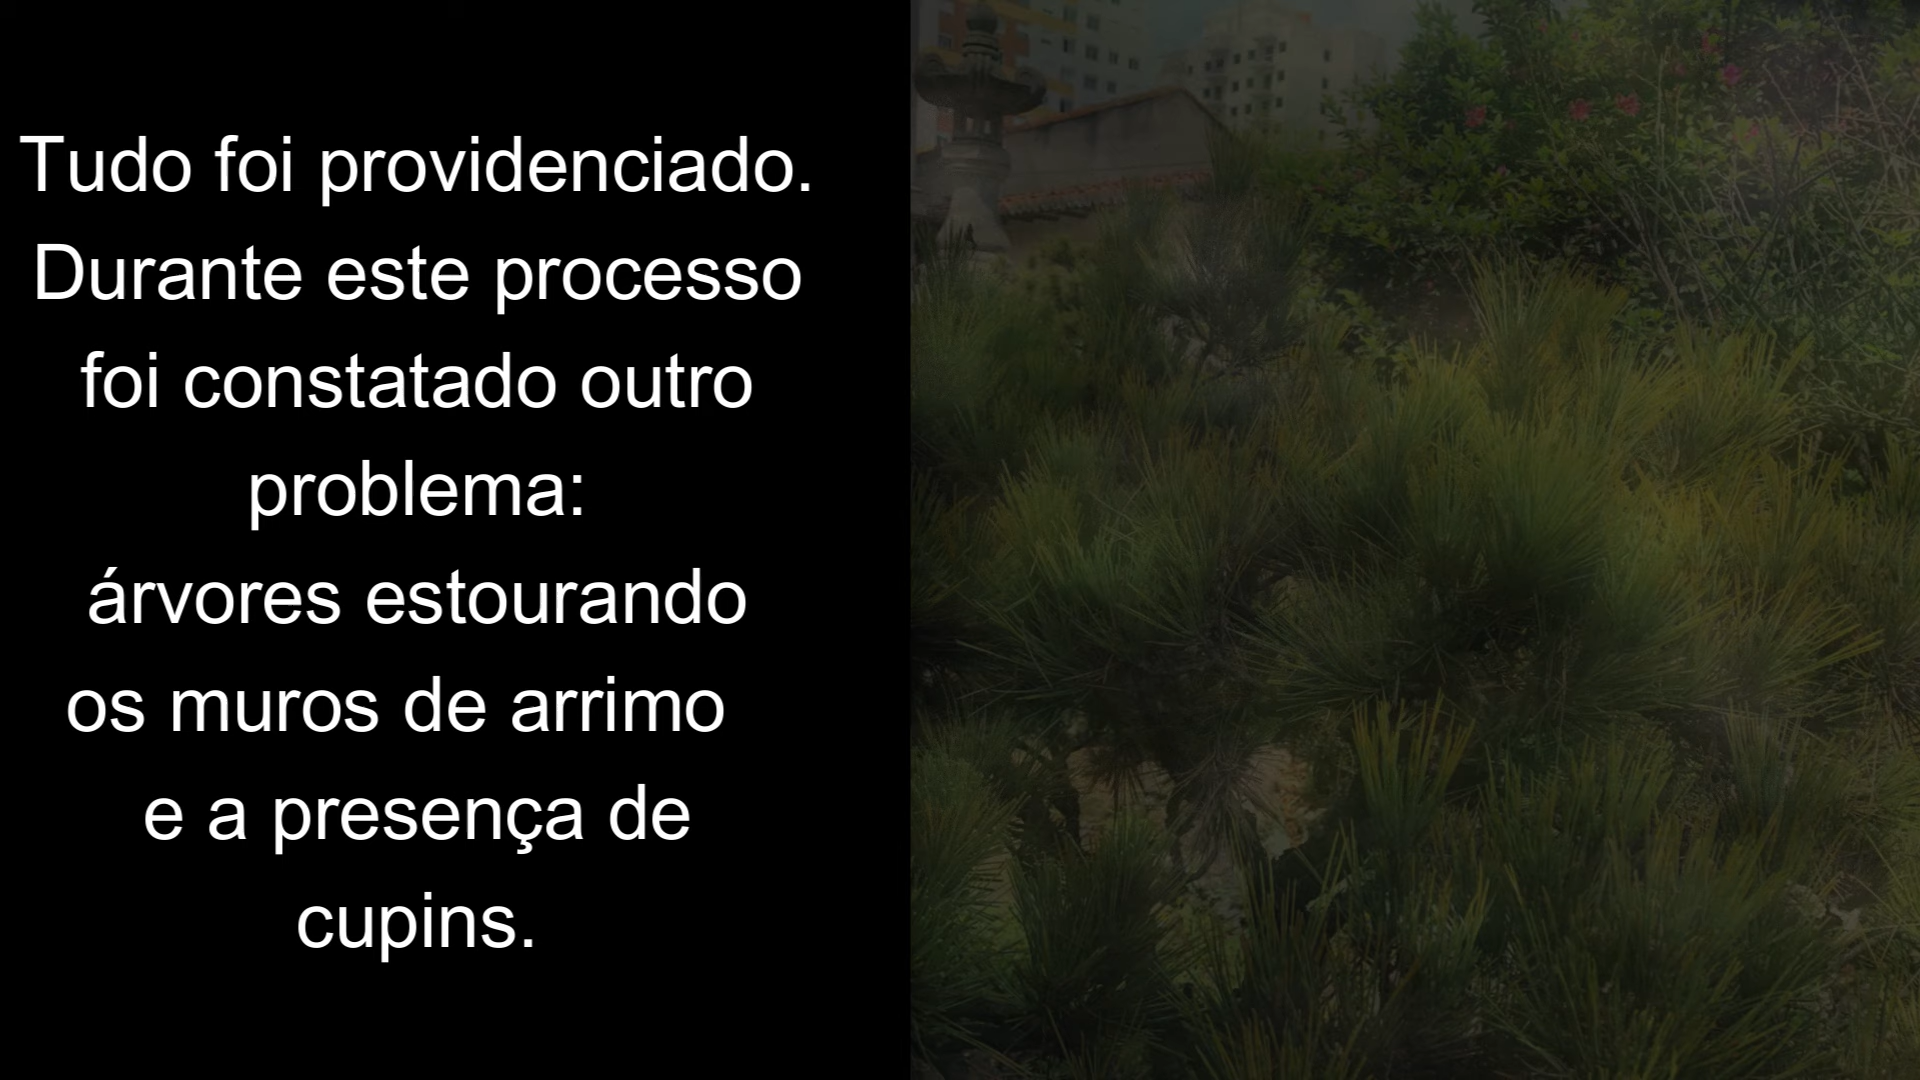 Tudo foi providenciado.
Durante este processo
foi constatado outro
problema:
árvores estourando
os muros de arrimo
e a presença de
cupins.